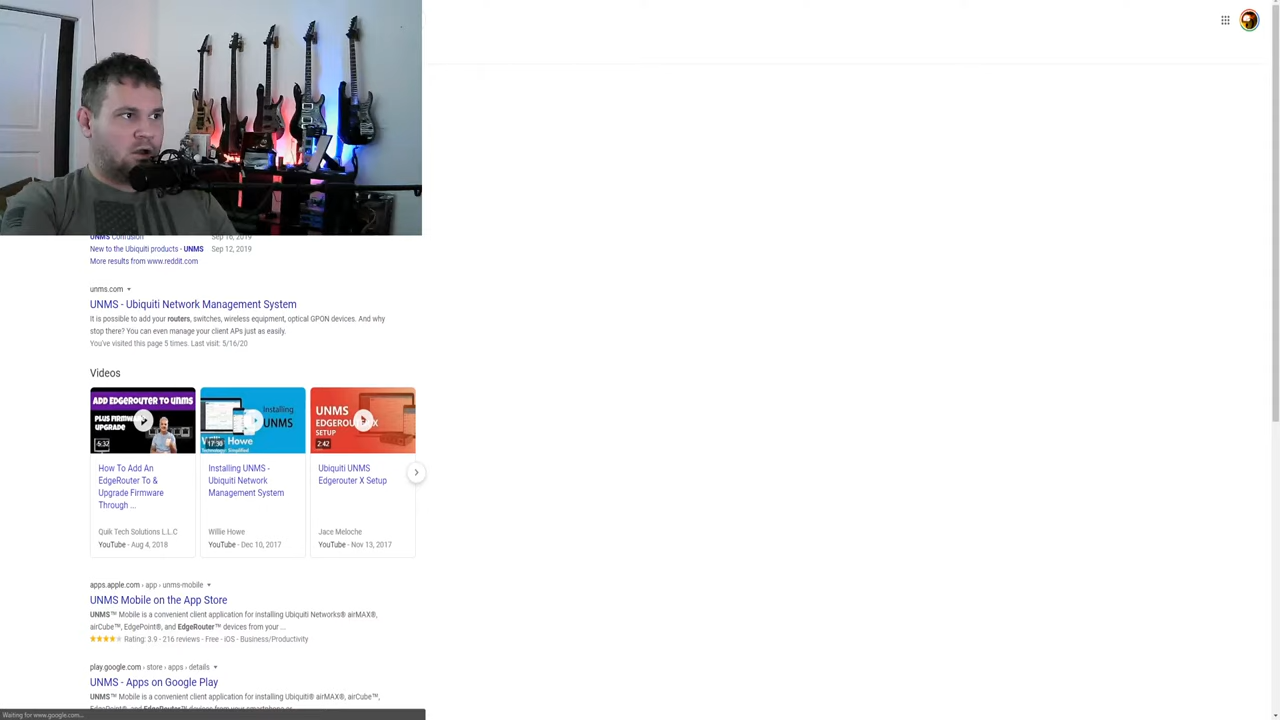 UNMS Confusion Sep 16, 2019
New to the Ubiquiti products - UNMS Sep 12, 2019
More results from www.reddit.com
unms.com
UNMS - Ubiquiti Network Management System
It is possible to add your routers, switches, wireless equipment, optical GPON devices. And why
stop there? You can even manage your client APs just as easily.
You've visited this page 5 times. Last visit: 5/16/20
Videos
ADD EDGEROUTER TO UNMS
PLUS FIRMWARE
UPGRADE
5:32
Installing
UNMS
Howe
17:36
UNMS
EDGEROUTER X
SETUP
2:42
How To Add An
EdgeRouter To &
Upgrade Firmware
Through ...
Quik Tech Solutions L.L.C
YouTube - Aug 4, 2018
Installing UNMS -
Ubiquiti Network
Management System
Willie Howe
YouTube - Dec 10, 2017
Ubiquiti UNMS
Edgerouter X Setup
Jace Meloche
YouTube - Nov 13, 2017
apps.apple.com › app › unms-mobile
UNMS Mobile on the App Store
UNMS™ Mobile is a convenient client application for installing Ubiquiti Networks® airMAX®,
airCube™, EdgePoint®, and EdgeRouter™ devices from your ...
Rating: 3.9 - 216 reviews - Free - iOS - Business/Productivity
play.google.com › store › apps › details
UNMS - Apps on Google Play
UNMS™ Mobile is a convenient client application for installing Ubiquiti® airMAX®, airCube™,
Waiting for www.google.com...